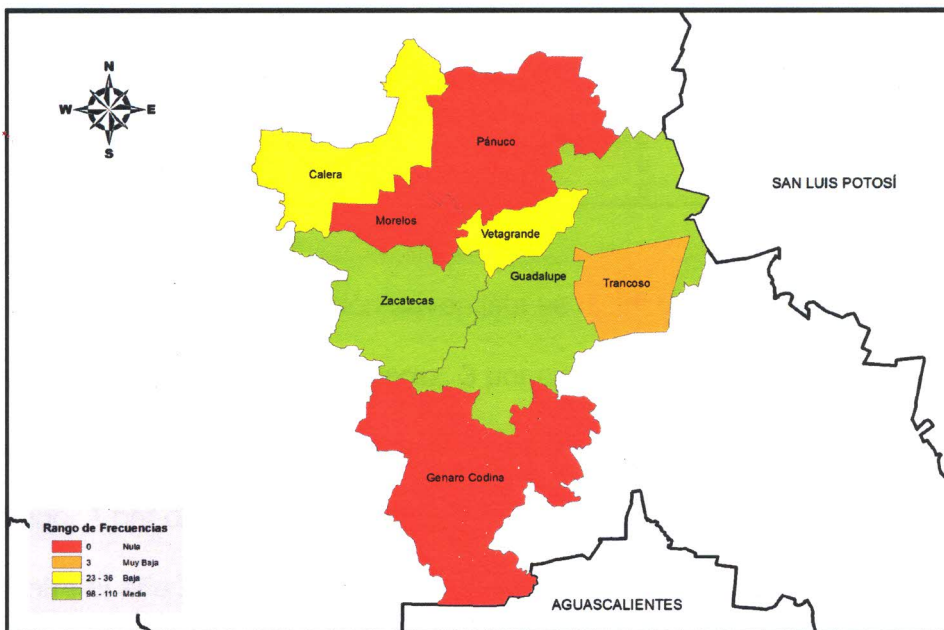 N
W E
S
Pánuco
Calera
SAN LUIS POTOSÍ
Morelos
Vetagrande
Guadalupe
Trancoso
Zacatecas
Genaro Codina
Rango de Frecuencias
0 Nula
3 Muy Baja
23 - 36 Baja
98 - 110 Media
AGUASCALIENTES